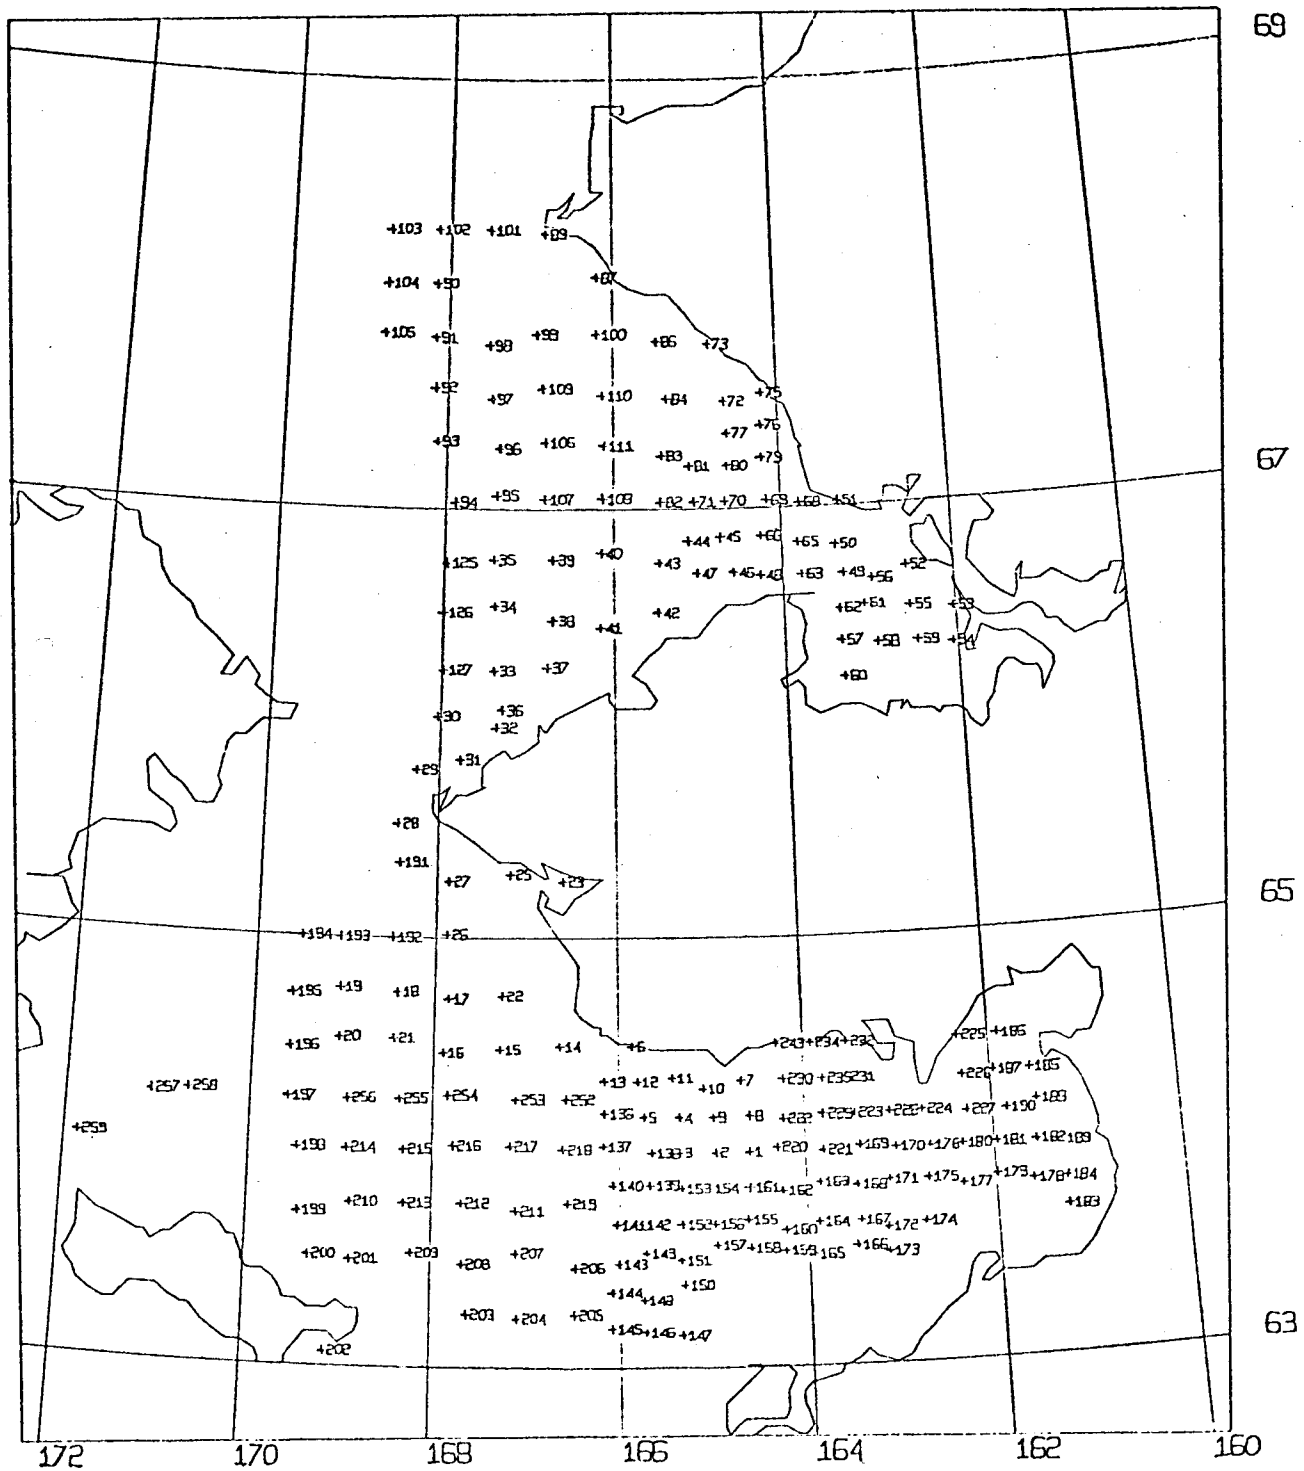 69
+103 +102 +101 +89
+104 +90 +87
+105 +91 +98 +99 +100 +86 +73
+92 +97 +109 +110 +84 +72 +75
+93 +96 +106 +111 +83 +81 +77 +80 +76 +79
67
+94 +95 +107 +108 +82 +71 +70 +69 +68 +51
+44 +45 +66 +65 +50
+125 +35 +39 +40 +43 +47 +46 +48 +63 +49 +56 +52
+126 +34 +38 +41 +42 +62 +61 +55 +53
+57 +58 +59 +54
+127 +33 +37 +60
+30 +36
+32
+29 +31
+28
+191
+27 +25 +23
65
+194 +193 +192 +26
+195 +19 +18 +17 +22
+196 +20 +21 +16 +15 +14 +6 +243 +234 +232 +225 +186
+257 +258 +197 +256 +255 +254 +253 +252 +13 +12 +11 +10 +7 +230 +235 231 +226 +187 +185
+259 +136 +5 +4 +9 +8 +229 +223 +224 +227 +190
+198 +214 +215 +216 +217 +218 +137 +2 +1 +220 +221 +169 +170 +176 +180 +181 +182 189
+140 +139 +153 154 +161 +162 +163 +168 +171 +175 +177 +179 +178 +184
+199 +210 +213 +212 +211 +219 +183
+141 142 +152 +156 +155 +160 +164 +167 +172 +174
+200 +201 +209 +208 +207 +206 +143 +151 +157 +158 +159 165 +166 173
+144 +150
+203 +204 +205 +145 +146 +147
+202
63
172 170 168 166 164 162 160